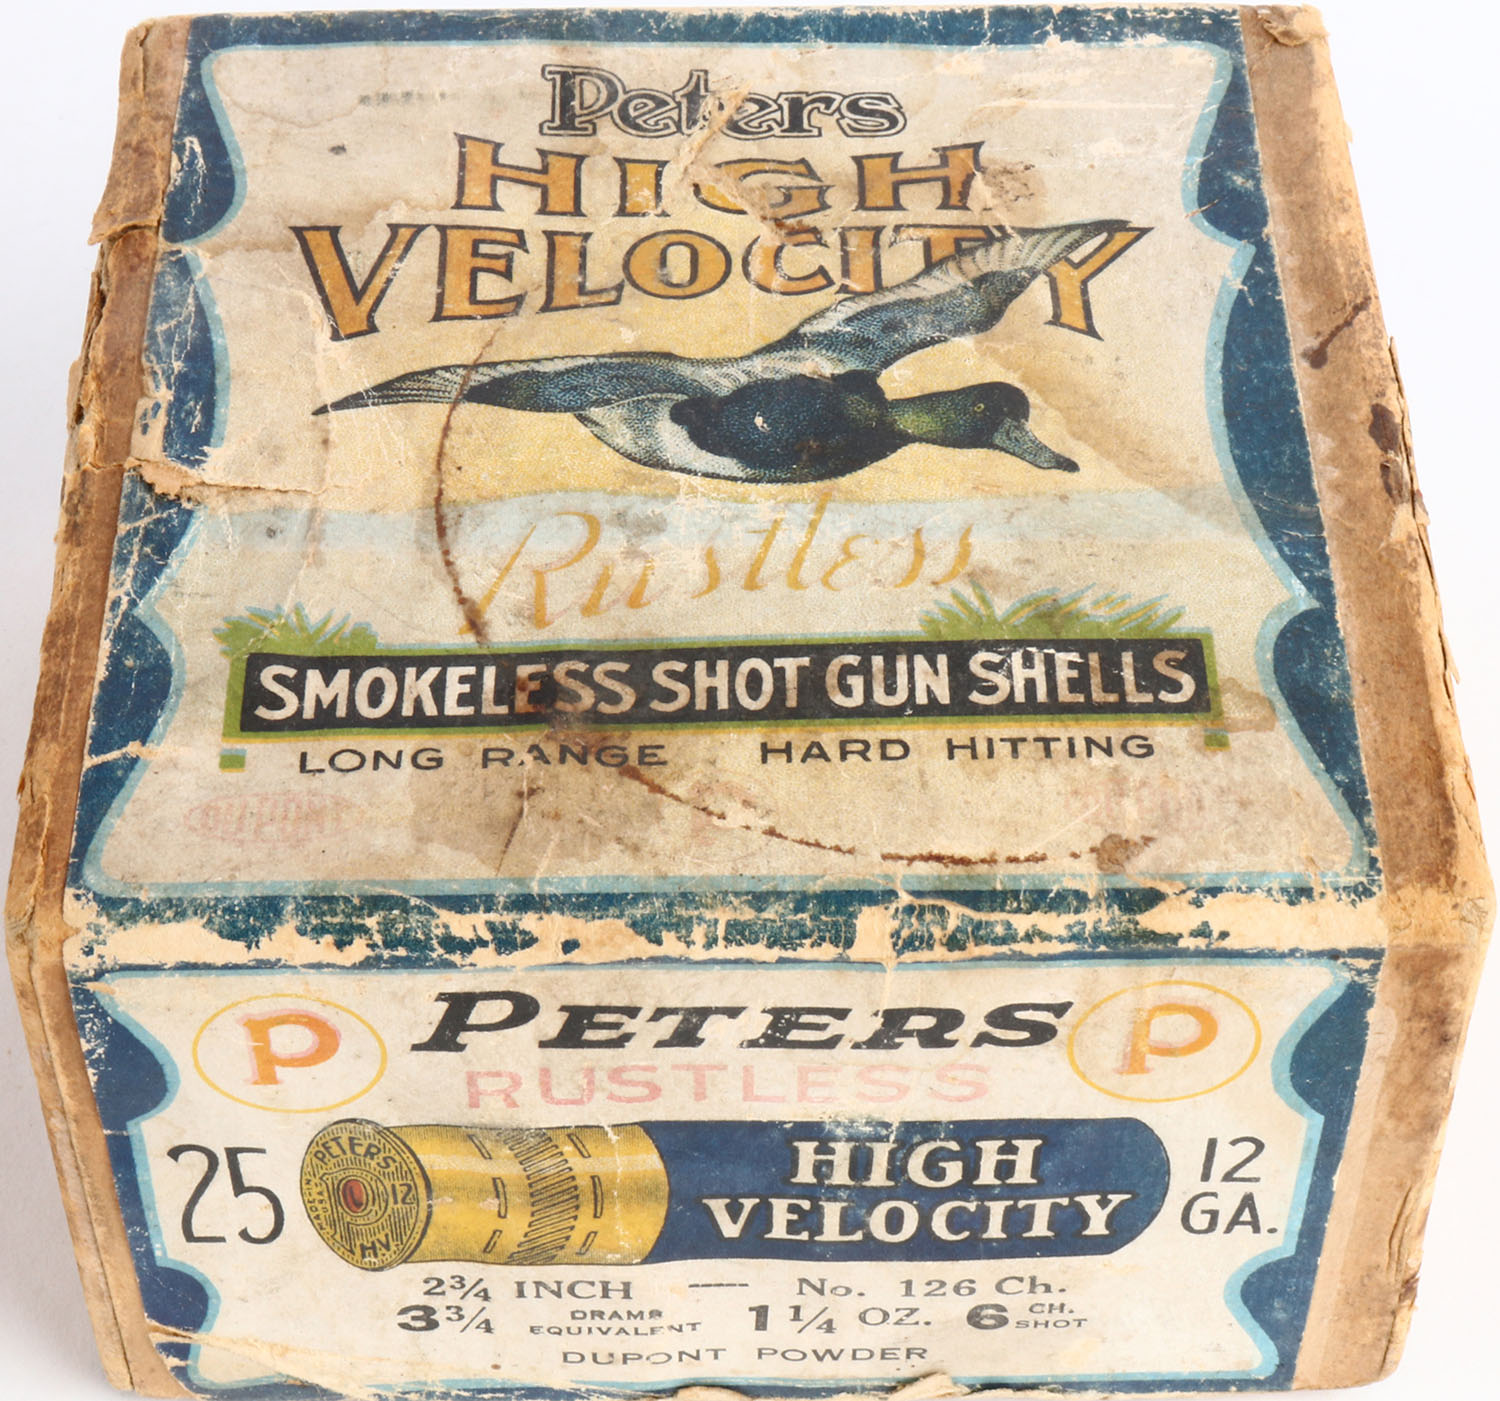 Peters
HIGH
VELOCITY
Rustless
SMOKELESS SHOT GUN SHELLS
LONG RANGE HARD HITTING
P PETERS P
RUSTLESS
25
PETERS
12
MADE IN
U.S.A.
HV
HIGH
VELOCITY
12
GA.
2¾ INCH — No. 126 Ch.
3¾ DRAMS EQUIVALENT 1¼ OZ. 6 CH. SHOT
DUPONT POWDER